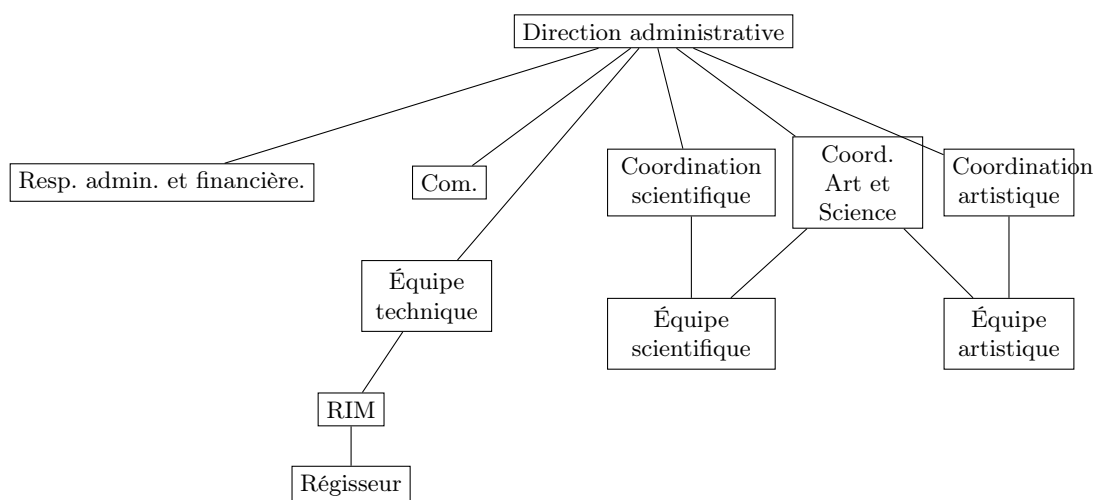 Direction administrative
Resp. admin. et financière.
Com.
Coordination
scientifique
Coord.
Art et
Science
Coordination
artistique
Équipe
technique
Équipe
scientifique
Équipe
artistique
RIM
Régisseur